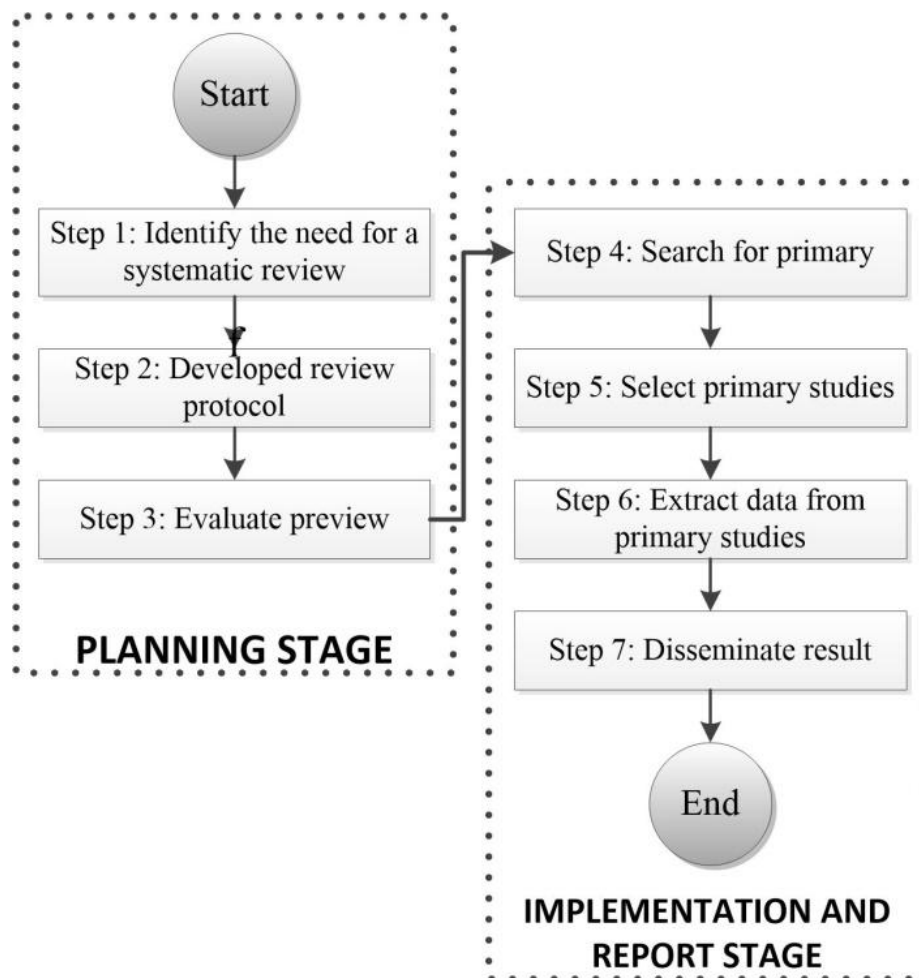 Start
Step 1: Identify the need for a
systematic review
f
Step 2: Developed review
protocol
Step 3: Evaluate preview
PLANNING STAGE
Step 4: Search for primary
Step 5: Select primary studies
Step 6: Extract data from
primary studies
Step 7: Disseminate result
End
IMPLEMENTATION AND
REPORT STAGE